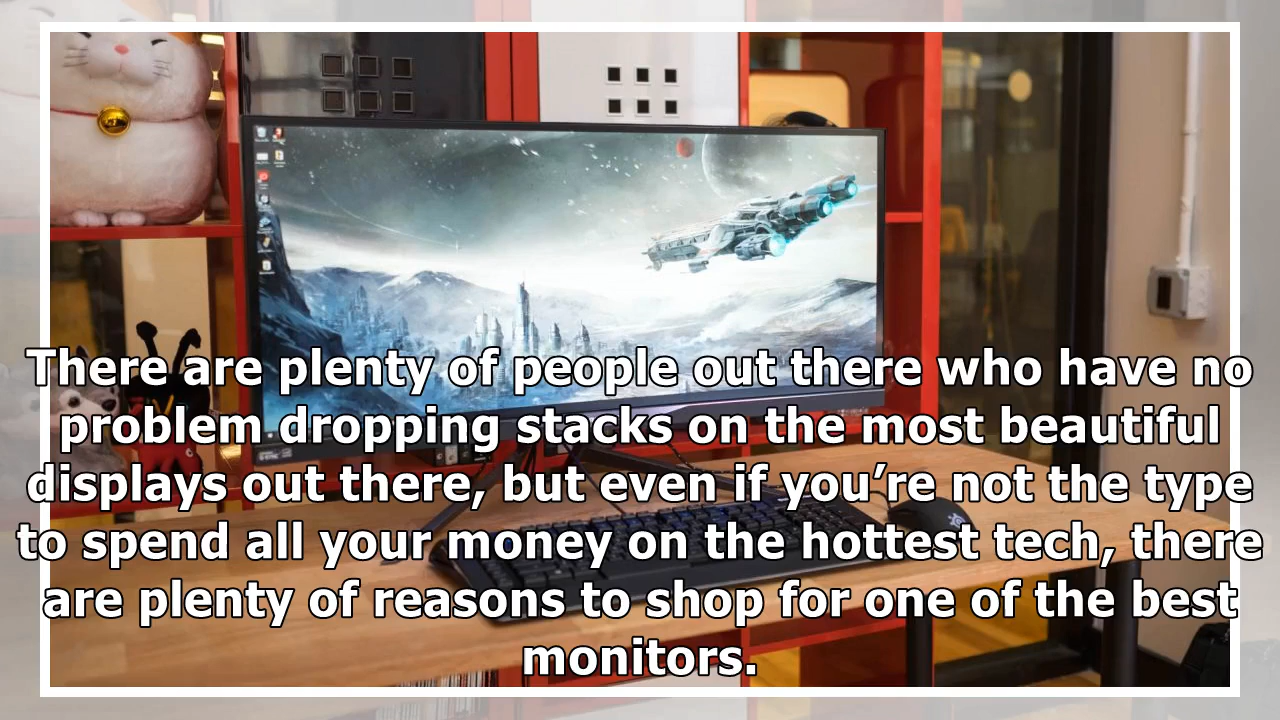 There are plenty of people out there who have no
problem dropping stacks on the most beautiful
displays out there, but even if you’re not the type
to spend all your money on the hottest tech, there
are plenty of reasons to shop for one of the best
monitors.